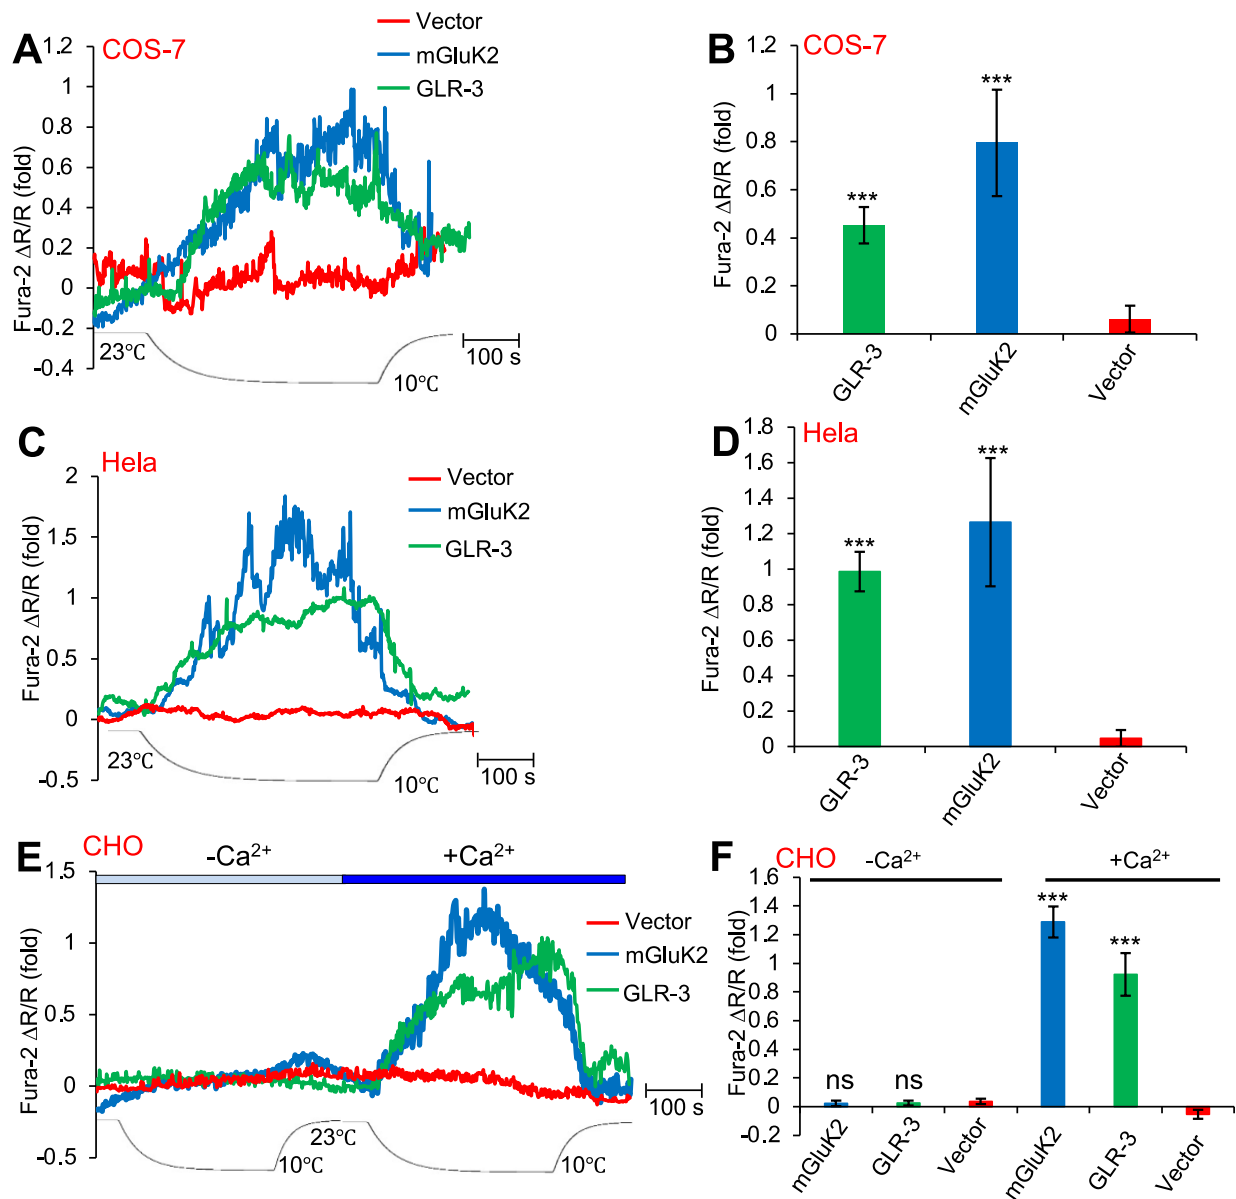 A
COS-7
Vector
mGluK2
GLR-3
Fura-2 ΔR/R (fold)
1.2
1
0.8
0.6
0.4
0.2
0
-0.2
-0.4
23℃
10℃
100 s
B
COS-7
Fura-2 ΔR/R (fold)
1.2
1
0.8
0.6
0.4
0.2
0
***
***
GLR-3
mGluK2
Vector
C
Hela
Vector
mGluK2
GLR-3
Fura-2 ΔR/R (fold)
2
1.5
1
0.5
0
-0.5
23℃
10℃
100 s
D
Hela
Fura-2 ΔR/R (fold)
1.8
1.6
1.4
1.2
1
0.8
0.6
0.4
0.2
0
***
***
GLR-3
mGluK2
Vector
E
CHO
-Ca²⁺
+Ca²⁺
Vector
mGluK2
GLR-3
Fura-2 ΔR/R (fold)
1.5
1
0.5
0
-0.5
23℃
10℃
10℃
100 s
F
CHO
-Ca²⁺
+Ca²⁺
Fura-2 ΔR/R (fold)
1.6
1.4
1.2
1
0.8
0.6
0.4
0.2
0
-0.2
ns
ns
***
***
mGluK2
GLR-3
Vector
mGluK2
GLR-3
Vector